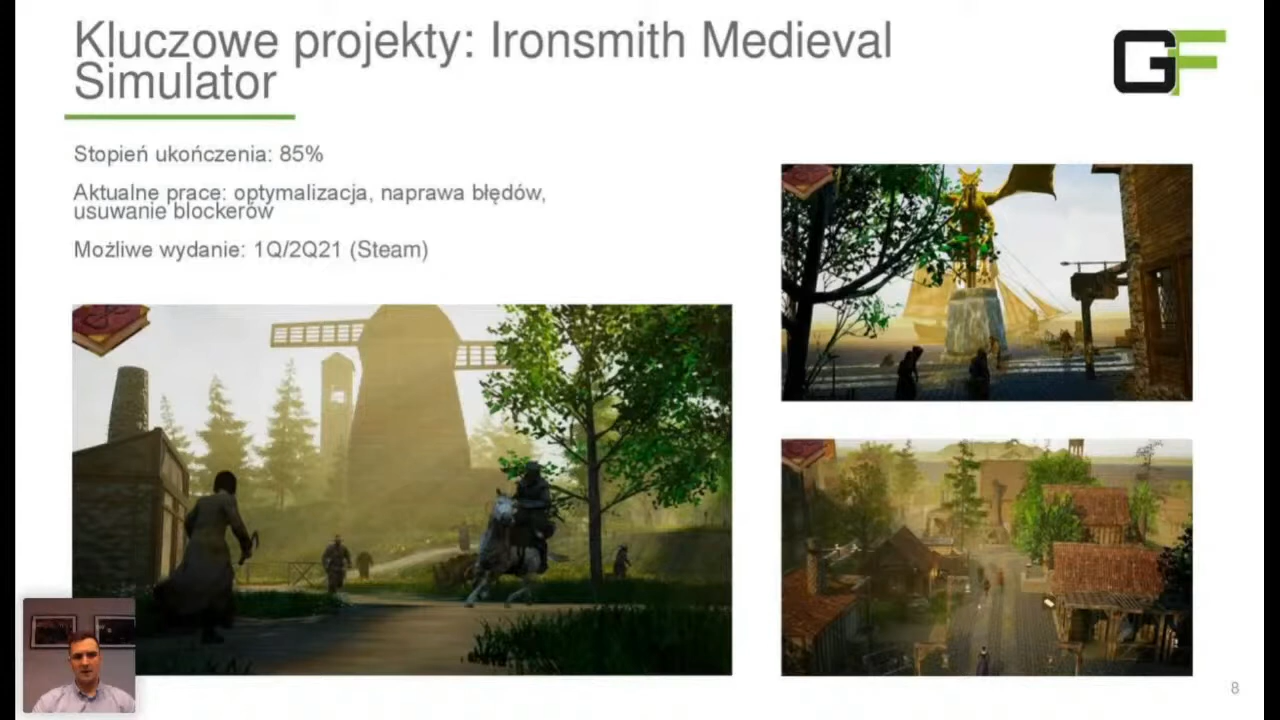 Kluczowe projekty: Ironsmith Medieval
Simulator
GF
Stopień ukończenia: 85%
Aktualne prace: optymalizacja, naprawa błędów,
usuwanie blockerów
Możliwe wydanie: 1Q/2Q21 (Steam)
8